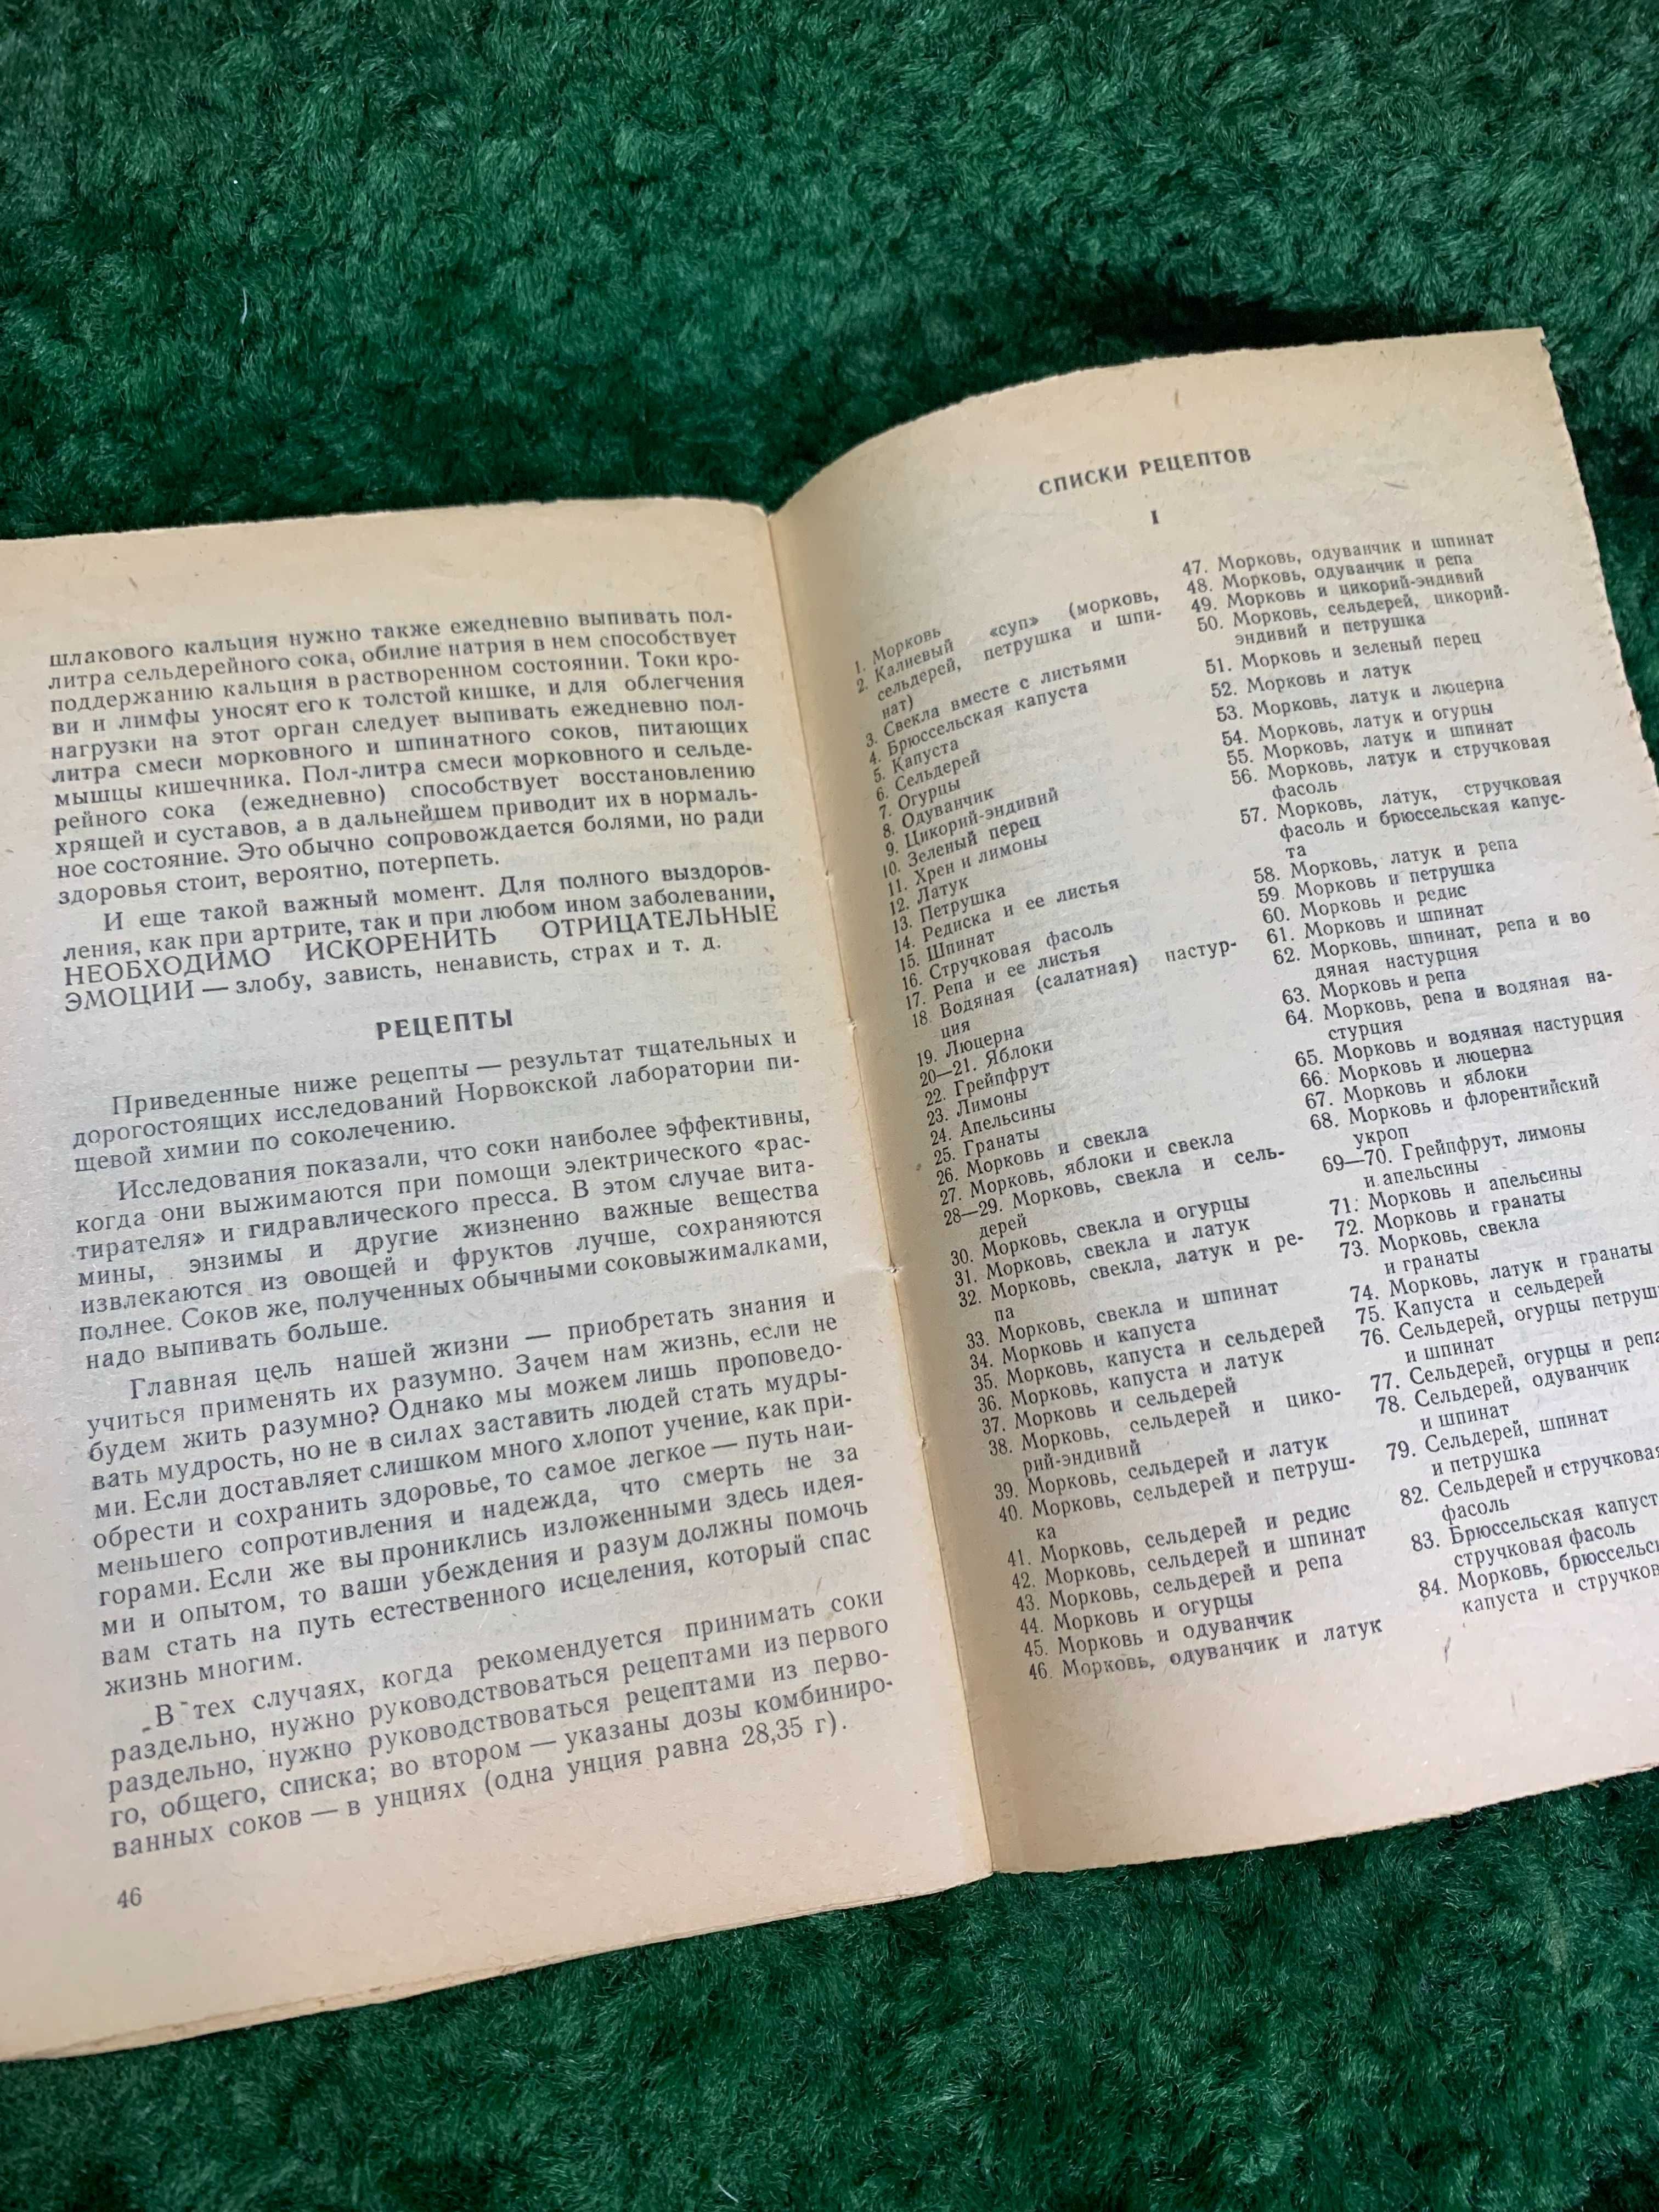 шлакового кальция нужно также ежедневно выпивать пол-
литра сельдерейного сока, обилие натрия в нем способствует
поддержанию кальция в растворенном состоянии. Токи кро-
ви и лимфы уносят его к толстой кишке, и для облегчения
нагрузки на этот орган следует выпивать ежедневно пол-
литра смеси морковного и шпинатного соков, питающих
мышцы кишечника. Пол-литра смеси морковного и сельде-
рейного сока (ежедневно) способствует восстановлению
хрящей и суставов, а в дальнейшем приводит их в нормаль-
ное состояние. Это обычно сопровождается болями, но ради
здоровья стоит, вероятно, потерпеть.
И еще такой важный момент. Для полного выздоров-
ления, как при артрите, так и при любом ином заболевании,
НЕОБХОДИМО ИСКОРЕНИТЬ ОТРИЦАТЕЛЬНЫЕ
ЭМОЦИИ — злобу, зависть, ненависть, страх и т. д.
РЕЦЕПТЫ
Приведенные ниже рецепты — результат тщательных и
дорогостоящих исследований Норвокской лаборатории пи-
щевой химии по соколечению.
Исследования показали, что соки наиболее эффективны,
когда они выжимаются при помощи электрического «рас-
тирателя» и гидравлического пресса. В этом случае вита-
мины, энзимы и другие жизненно важные вещества
извлекаются из овощей и фруктов лучше, сохраняются
полнее. Соков же, полученных обычными соковыжималками,
надо выпивать больше.
Главная цель нашей жизни — приобретать знания и
учиться применять их разумно. Зачем нам жизнь, если не
будем жить разумно? Однако мы можем лишь проповедо-
вать мудрость, но не в силах заставить людей стать мудры-
ми. Если доставляет слишком много хлопот учение, как при-
обрести и сохранить здоровье, то самое легкое — путь наи-
меньшего сопротивления и надежда, что смерть не за
горами. Если же вы прониклись изложенными здесь идея-
ми и опытом, то ваши убеждения и разум должны помочь
вам стать на путь естественного исцеления, который спас
жизнь многим.
В тех случаях, когда рекомендуется принимать соки
раздельно, нужно руководствоваться рецептами из первого
раздельно, нужно руководствоваться рецептами из перво-
го, общего, списка; во втором — указаны дозы комбиниро-
ванных соков — в унциях (одна унция равна 28,35 г).
46
СПИСКИ РЕЦЕПТОВ
I
1. Морковь
2. Калиевый «суп» (морковь,
сельдерей, петрушка и шпи-
нат)
3. Свекла вместе с листьями
4. Брюссельская капуста
5. Капуста
6. Сельдерей
7. Огурцы
8. Одуванчик
9. Цикорий-эндивий
10. Зеленый перец
11. Хрен и лимоны
12. Латук
13. Петрушка
14. Редиска и ее листья
15. Шпинат
16. Стручковая фасоль
17. Репа и ее листья
18. Водяная (салатная) настур-
ция
19. Люцерна
20—21. Яблоки
22. Грейпфрут
23. Лимоны
24. Апельсины
25. Гранаты
26. Морковь и свекла
27. Морковь, яблоки и свекла
28—29. Морковь, свекла и сель-
дерей
30. Морковь, свекла и огурцы
31. Морковь, свекла и латук
32. Морковь, свекла, латук и ре-
па
33. Морковь, свекла и шпинат
34. Морковь и капуста
35. Морковь, капуста и сельдерей
36. Морковь, капуста и латук
37. Морковь и сельдерей
38. Морковь, сельдерей и цико-
рий-эндивий
39. Морковь, сельдерей и латук
40. Морковь, сельдерей и петруш-
ка
41. Морковь, сельдерей и редис
42. Морковь, сельдерей и шпинат
43. Морковь, сельдерей и репа
44. Морковь и огурцы
45. Морковь и одуванчик
46. Морковь, одуванчик и латук
47. Морковь, одуванчик и шпинат
48. Морковь, одуванчик и репа
49. Морковь и цикорий-эндивий
50. Морковь, сельдерей, цикорий-
эндивий и петрушка
51. Морковь и зеленый перец
52. Морковь и латук
53. Морковь, латук и люцерна
54. Морковь, латук и огурцы
55. Морковь, латук и шпинат
56. Морковь, латук и стручковая
фасоль
57. Морковь, латук, стручковая
фасоль и брюссельская капус-
та
58. Морковь, латук и репа
59. Морковь и петрушка
60. Морковь и редис
61. Морковь и шпинат
62. Морковь, шпинат, репа и во
дяная настурция
63. Морковь и репа
64. Морковь, репа и водяная на-
стурция
65. Морковь и водяная настурция
66. Морковь и люцерна
67. Морковь и яблоки
68. Морковь и флорентийский
укроп
69—70. Грейпфрут, лимоны
и апельсины
71. Морковь и апельсины
72. Морковь и гранаты
73. Морковь, свекла
и гранаты
74. Морковь, латук и гранаты
75. Капуста и сельдерей
76. Сельдерей, огурцы петруш
и шпинат
77. Сельдерей, огурцы и репа
78. Сельдерей, одуванчик
и шпинат
79. Сельдерей, шпинат
и петрушка
82. Сельдерей и стручковая
фасоль
83. Брюссельская капуст
стручковая фасоль
84. Морковь, брюссельс
капуста и стручков